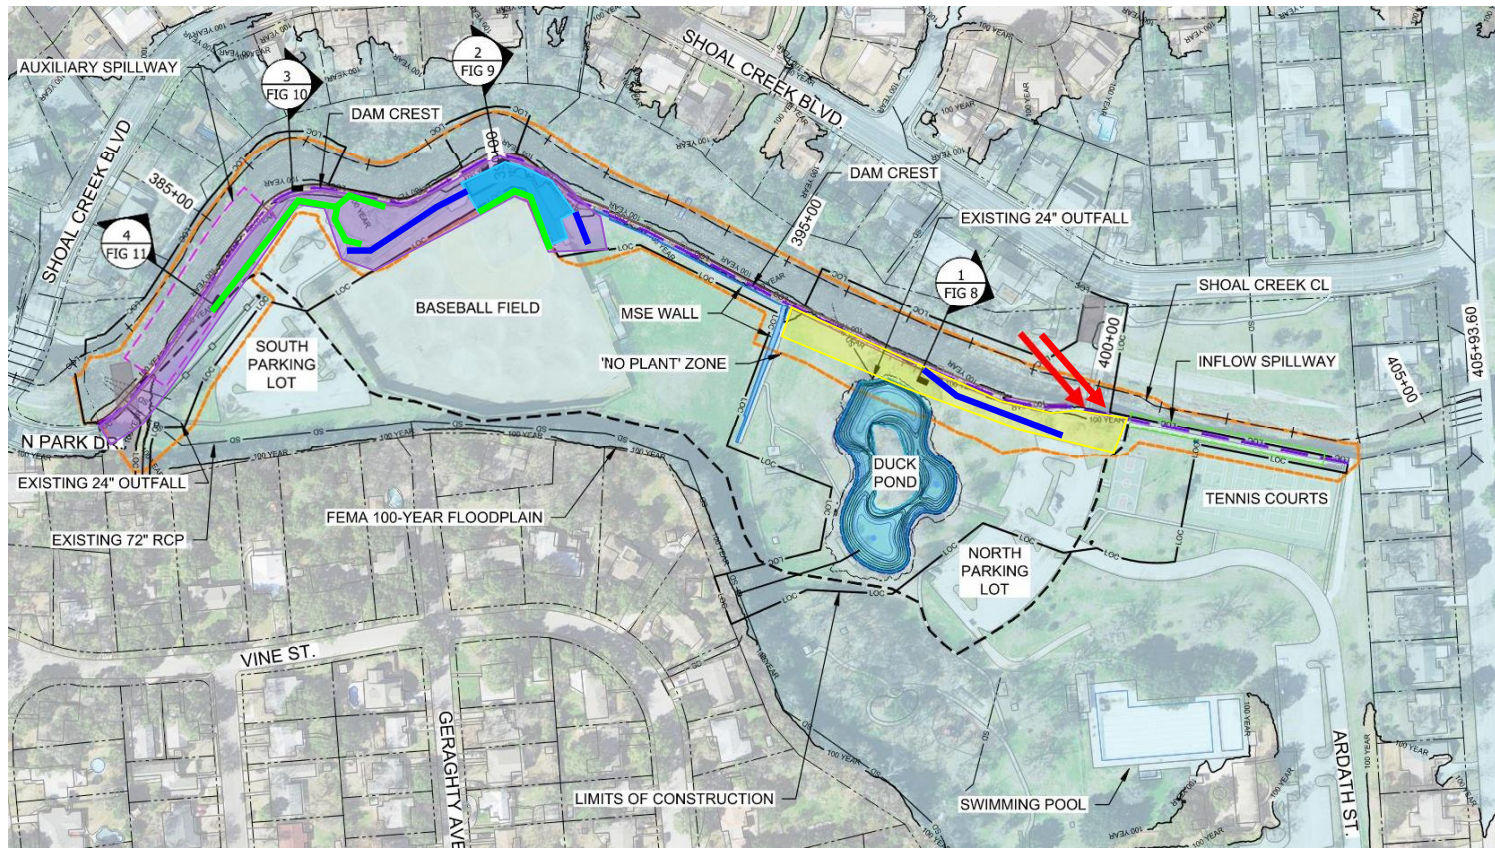 AUXILIARY SPILLWAY
3
FIG 10
2
FIG 9
DAM CREST
SHOAL CREEK BLVD
385+00
4
FIG 11
SHOAL CREEK BLVD.
DAM CREST
395+00
EXISTING 24" OUTFALL
1
FIG 8
SHOAL CREEK CL
400+00
INFLOW SPILLWAY
405+00
405+93.60
BASEBALL FIELD
MSE WALL
'NO PLANT' ZONE
SOUTH
PARKING
LOT
N PARK DR.
EXISTING 24" OUTFALL
EXISTING 72" RCP
FEMA 100-YEAR FLOODPLAIN
DUCK
POND
TENNIS COURTS
NORTH
PARKING
LOT
VINE ST.
GERAGHTY AVE
LIMITS OF CONSTRUCTION
SWIMMING POOL
ARDATH ST.
100 YEAR
LOC
SD